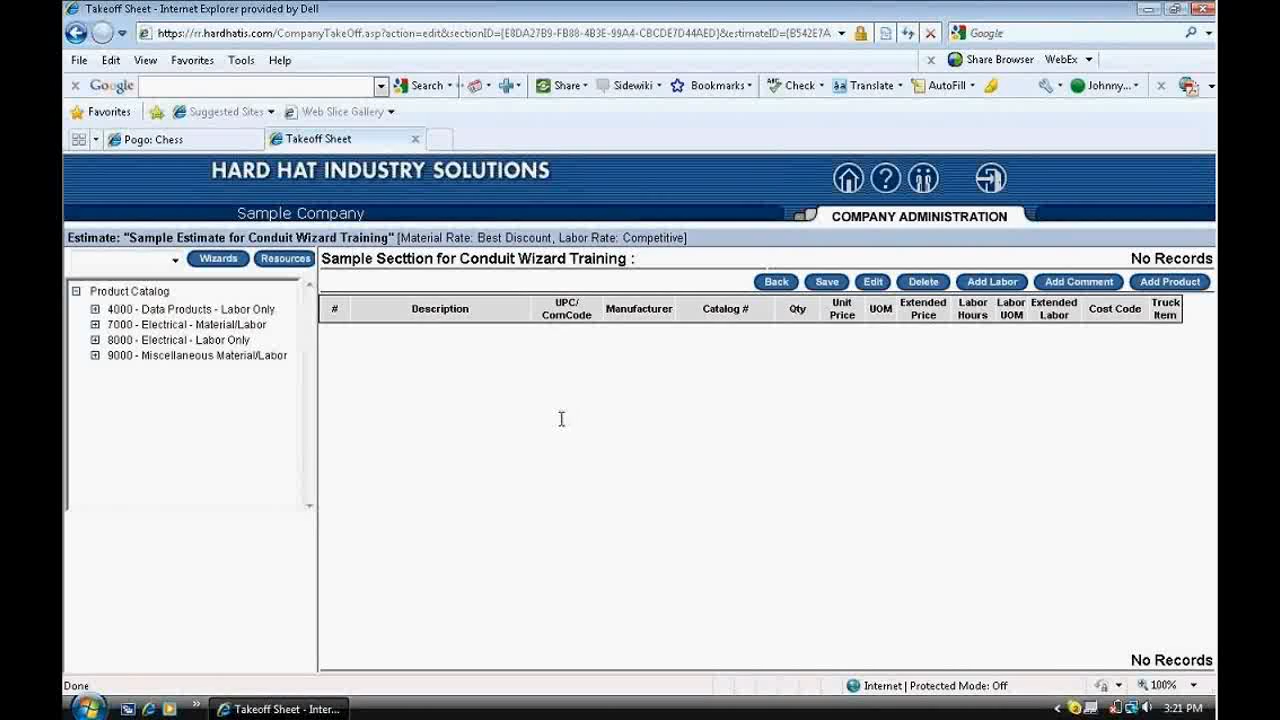 Takeoff Sheet - Internet Explorer provided by Dell
https://rr.hardhatis.com/CompanyTakeOff.asp?action=edit&sectionID={E8DA27B9-FB88-4B3E-99A4-CBCDE7D44AED}&estimateID={B542E7A
Google
File Edit View Favorites Tools Help
x Share Browser WebEx
x Google Search Share Sidewiki Bookmarks Check Translate AutoFill Johnny...
Favorites Suggested Sites Web Slice Gallery
Pogo: Chess Takeoff Sheet x
HARD HAT INDUSTRY SOLUTIONS
Sample Company COMPANY ADMINISTRATION
Estimate: "Sample Estimate for Conduit Wizard Training" [Material Rate: Best Discount, Labor Rate: Competitive]
Wizards Resources Sample Secttion for Conduit Wizard Training : No Records
Back Save Edit Delete Add Labor Add Comment Add Product
Product Catalog
4000 - Data Products - Labor Only
7000 - Electrical - Material/Labor
8000 - Electrical - Labor Only
9000 - Miscellaneous Material/Labor
# Description UPC/ ComCode Manufacturer Catalog # Qty Unit Price UOM Extended Price Labor Hours Labor UOM Extended Labor Cost Code Truck Item
No Records
Done Internet | Protected Mode: Off 100%
Takeoff Sheet - Inter... 3:21 PM